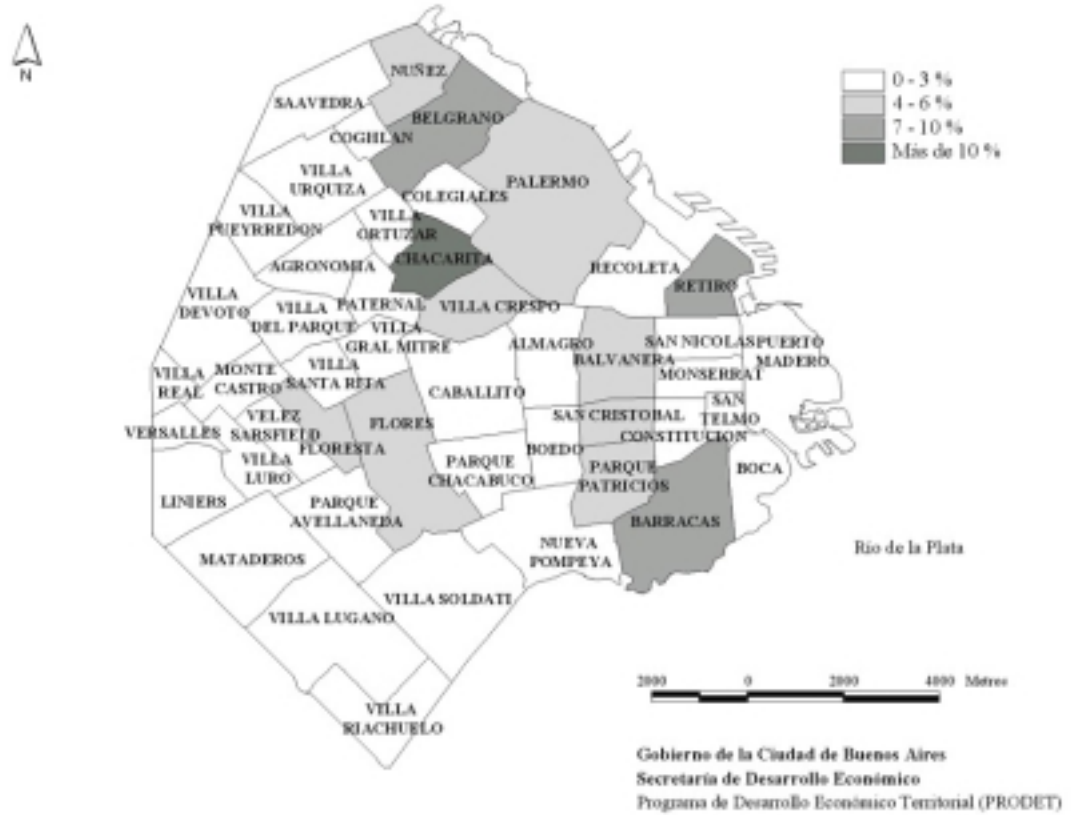 N
0 - 3 %
4 - 6 %
7 - 10 %
Más de 10 %
NUÑEZ
SAAVEDRA
BELGRANO
COGHLAN
VILLA
URQUIZA
PALERMO
COLEGIALES
VILLA
PUEYRREDON
VILLA
ORTUZAR
CHACARITA
AGRONOMIA
RECOLETA
RETIRO
VILLA
DEVOTO
VILLA
DEL PARQUE
PATERNAL
VILLA CRESPO
VILLA
GRAL MITRE
ALMAGRO
BALVANERA
SAN NICOLAS
PUERTO
MADERO
MONSERRAT
VILLA
REAL
MONTE
CASTRO
VILLA
SANTA RITA
CABALLITO
SAN
TELMO
SAN CRISTOBAL
VERSALLES
VELEZ
SARSFIELD
FLORES
FLORESTA
CONSTITUCION
BOEDO
VILLA
LURO
PARQUE
CHACABUCO
PARQUE
PATRICIOS
BOCA
LINIERS
PARQUE
AVELLANEDA
BARRACAS
MATADEROS
NUEVA
POMPEYA
Río de la Plata
VILLA SOLDATI
VILLA LUGANO
VILLA
RIACHUELO
2000 0 2000 4000 Metros
Gobierno de la Ciudad de Buenos Aires
Secretaría de Desarrollo Económico
Programa de Desarrollo Económico Territorial (PRODET)